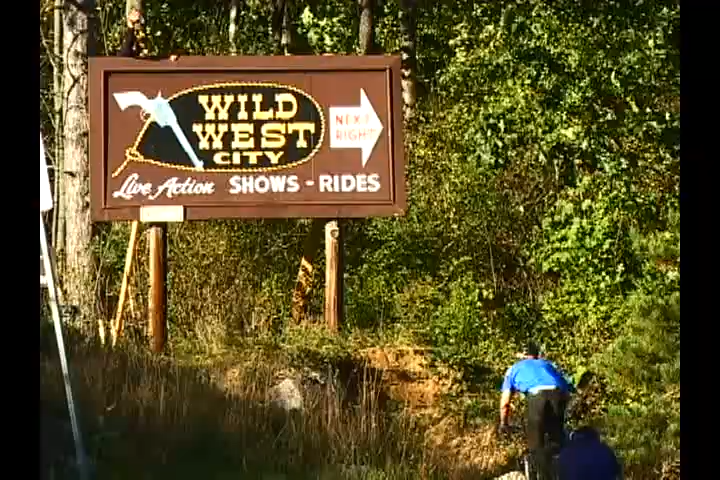 WILD
WEST
CITY
NEXT
RIGHT
Live Action SHOWS - RIDES